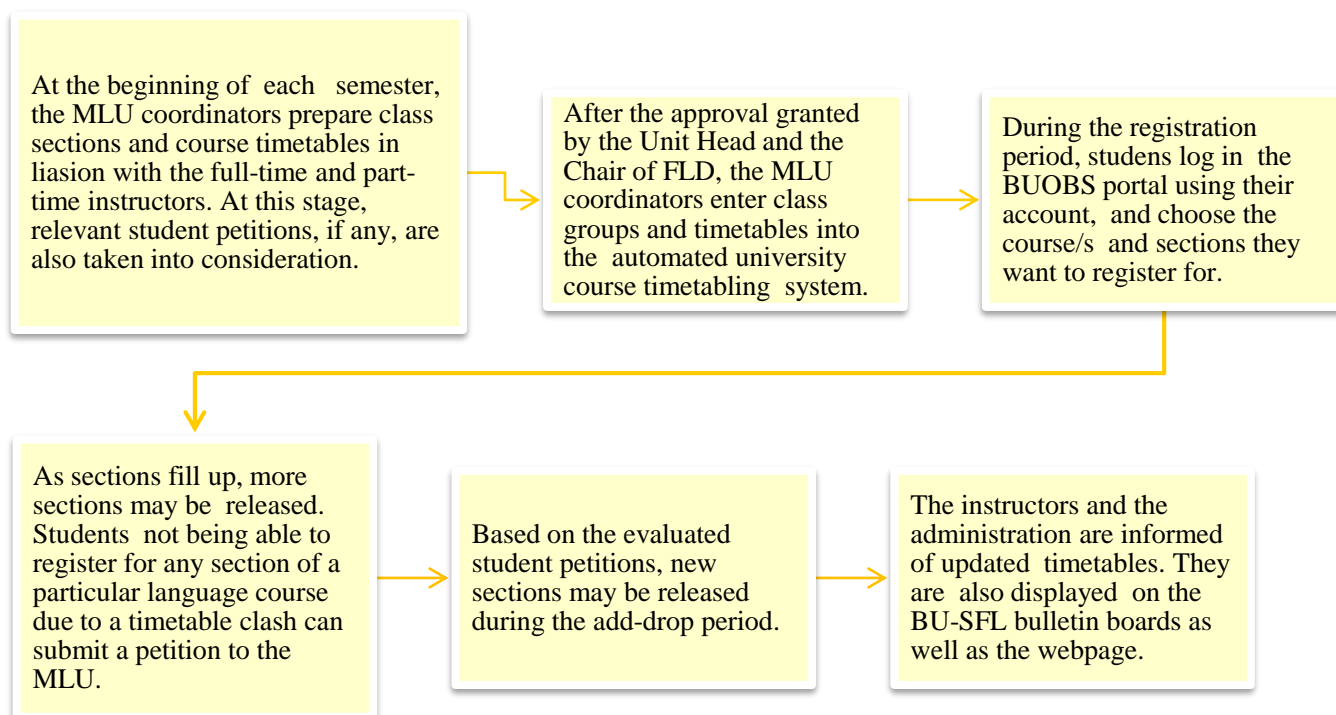 At the beginning of each semester,
the MLU coordinators prepare class
sections and course timetables in
liasion with the full-time and part-
time instructors. At this stage,
relevant student petitions, if any, are
also taken into consideration.
After the approval granted
by the Unit Head and the
Chair of FLD, the MLU
coordinators enter class
groups and timetables into
the automated university
course timetabling system.
During the registration
period, studens log in the
BUOBS portal using their
account, and choose the
course/s and sections they
want to register for.
As sections fill up, more
sections may be released.
Students not being able to
register for any section of a
particular language course
due to a timetable clash can
submit a petition to the
MLU.
Based on the evaluated
student petitions, new
sections may be released
during the add-drop period.
The instructors and the
administration are informed
of updated timetables. They
are also displayed on the
BU-SFL bulletin boards as
well as the webpage.